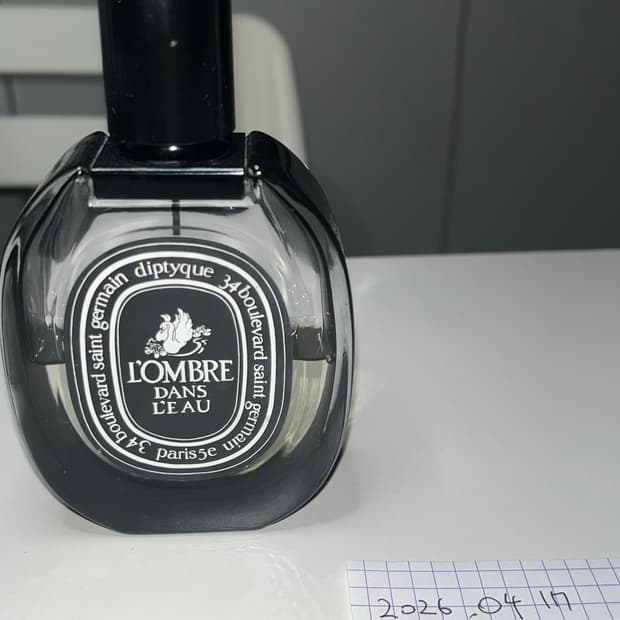 34 boulevard saint germain diptyque 34 boulevard saint germain
paris 5e
L'OMBRE
DANS
L'EAU
2026 .04 17